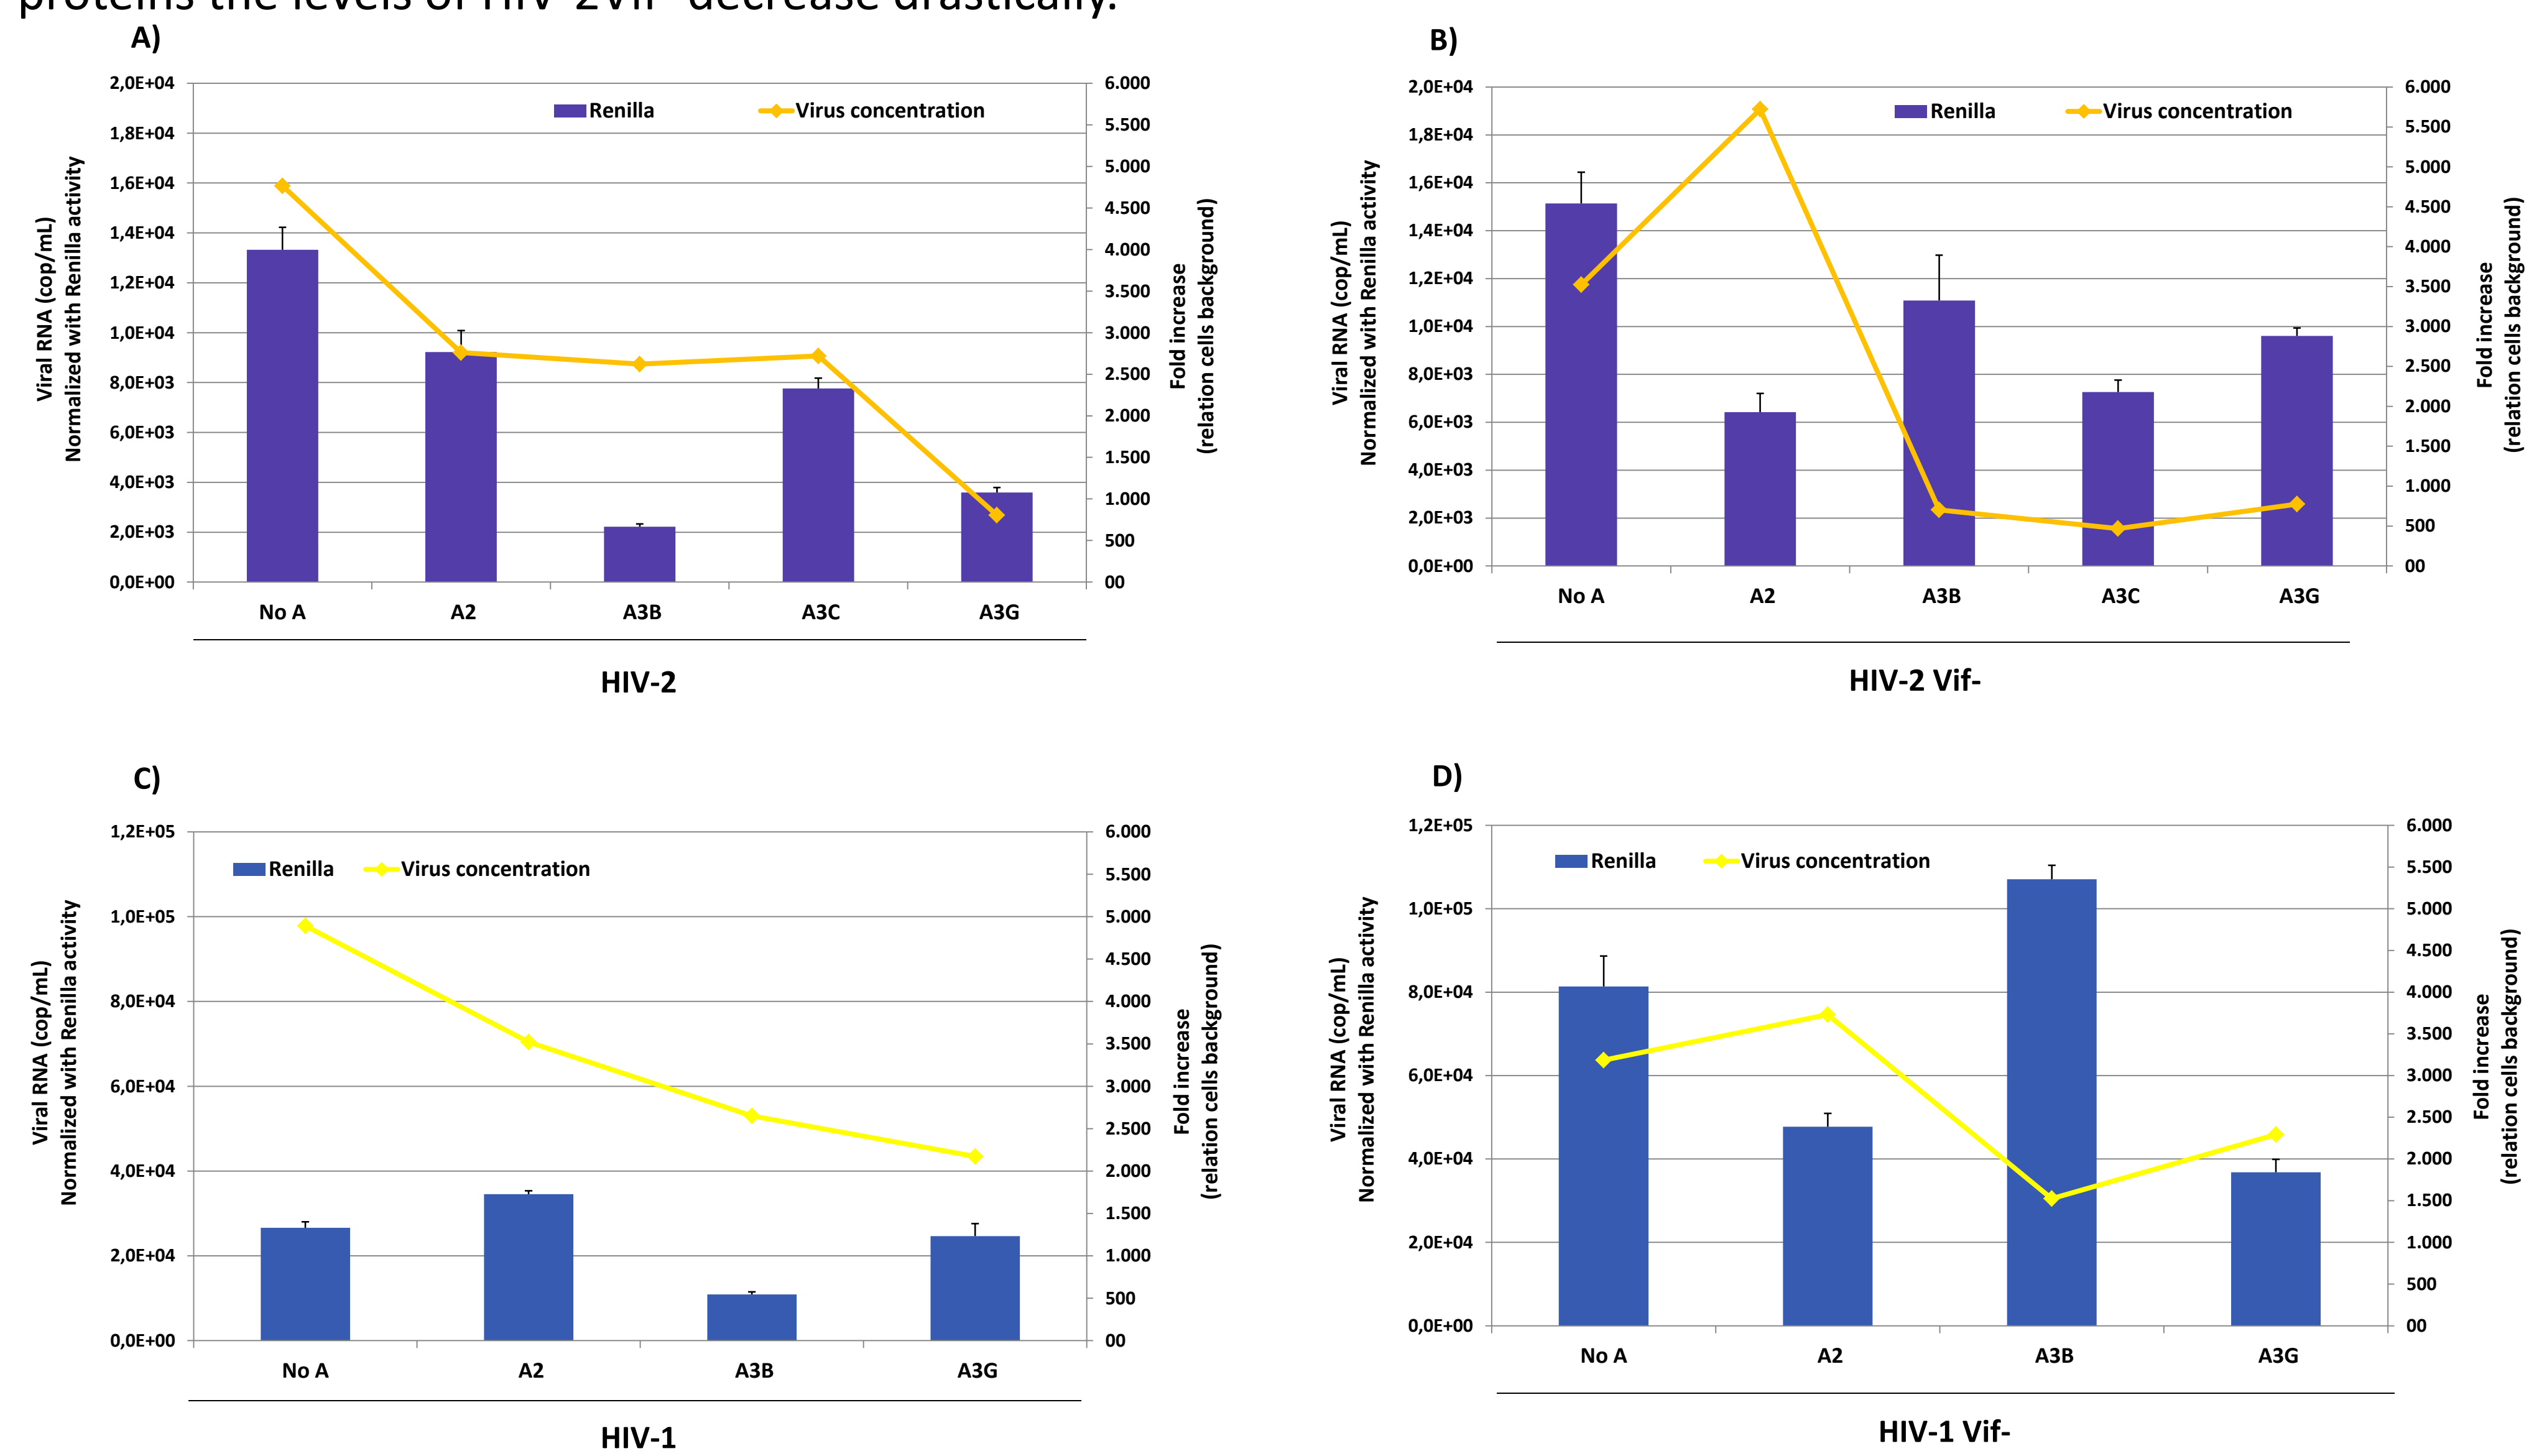 proteins the levels of HIV-2Vif- decrease drastically.
A)
2,0E+04
1,8E+04
1,6E+04
1,4E+04
1,2E+04
1,0E+04
8,0E+03
6,0E+03
4,0E+03
2,0E+03
0,0E+00
Viral RNA (cop/mL)
Normalized with Renilla activity
Renilla
Virus concentration
6.000
5.500
5.000
4.500
4.000
3.500
3.000
2.500
2.000
1.500
1.000
500
00
Fold increase
(relation cells background)
No A A2 A3B A3C A3G
HIV-2
B)
2,0E+04
1,8E+04
1,6E+04
1,4E+04
1,2E+04
1,0E+04
8,0E+03
6,0E+03
4,0E+03
2,0E+03
0,0E+00
Viral RNA (cop/mL)
Normalized with Renilla activity
Renilla
Virus concentration
6.000
5.500
5.000
4.500
4.000
3.500
3.000
2.500
2.000
1.500
1.000
500
00
Fold increase
(relation cells background)
No A A2 A3B A3C A3G
HIV-2 Vif-
C)
1,2E+05
1,0E+05
8,0E+04
6,0E+04
4,0E+04
2,0E+04
0,0E+00
Viral RNA (cop/mL)
Normalized with Renilla activity
Renilla
Virus concentration
6.000
5.500
5.000
4.500
4.000
3.500
3.000
2.500
2.000
1.500
1.000
500
00
Fold increase
(relation cells background)
No A A2 A3B A3G
HIV-1
D)
1,2E+05
1,0E+05
8,0E+04
6,0E+04
4,0E+04
2,0E+04
0,0E+00
Viral RNA (cop/mL)
Normalized with Renilla activity
Renilla
Virus concentration
6.000
5.500
5.000
4.500
4.000
3.500
3.000
2.500
2.000
1.500
1.000
500
00
Fold increase
(relation cells background)
No A A2 A3B A3G
HIV-1 Vif-